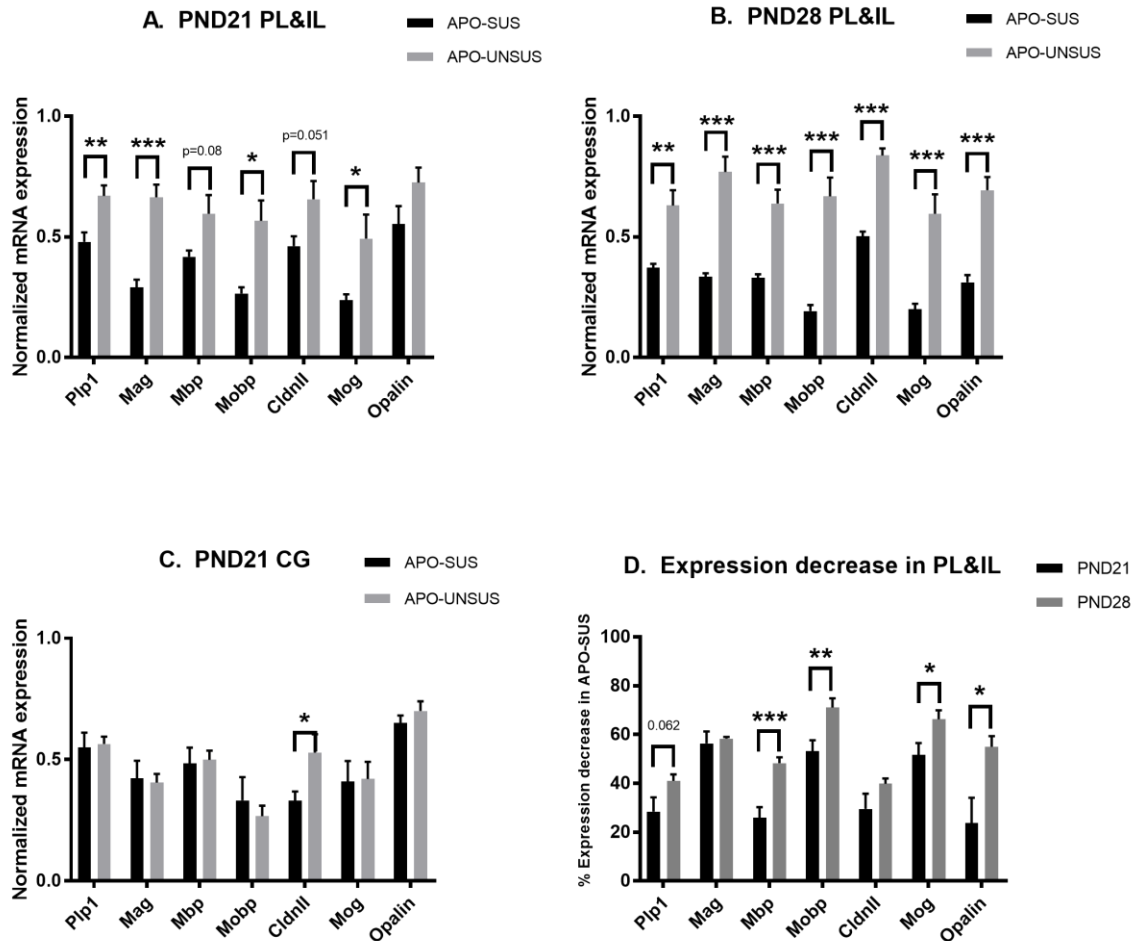 A. PND21 PL&IL
APO-SUS
APO-UNSUS
Normalized mRNA expression
1.0
0.5
0.0
** *** p=0.08 * p=0.051 *
Plp1 Mag Mbp Mobp Cldnll Mog Opalin
B. PND28 PL&IL
APO-SUS
APO-UNSUS
Normalized mRNA expression
1.0
0.5
0.0
** *** *** *** *** *** ***
Plp1 Mag Mbp Mobp Cldnll Mog Opalin
C. PND21 CG
APO-SUS
APO-UNSUS
Normalized mRNA expression
1.0
0.5
0.0
*
Plp1 Mag Mbp Mobp Cldnll Mog Opalin
D. Expression decrease in PL&IL
PND21
PND28
% Expression decrease in APO-SUS
100
80
60
40
20
0
0.062 *** ** * *
Plp1 Mag Mbp Mobp Cldnll Mog Opalin